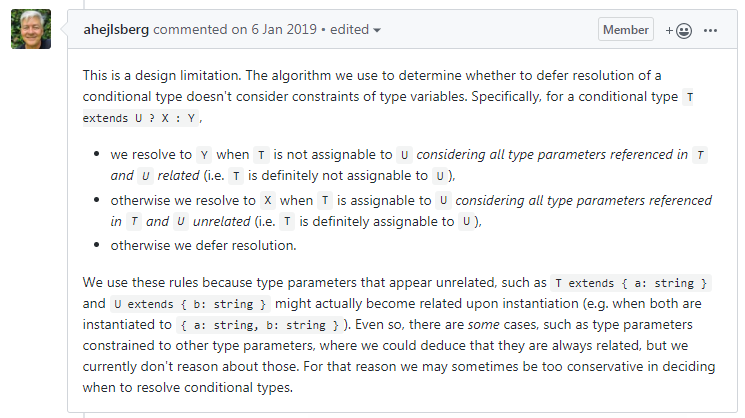 ahejlsberg commented on 6 Jan 2019 • edited
Member
This is a design limitation. The algorithm we use to determine whether to defer resolution of a
conditional type doesn't consider constraints of type variables. Specifically, for a conditional type T
extends U ? X : Y,
• we resolve to Y when T is not assignable to U considering all type parameters referenced in T
and U related (i.e. T is definitely not assignable to U),
• otherwise we resolve to X when T is assignable to U considering all type parameters referenced
in T and U unrelated (i.e. T is definitely assignable to U),
• otherwise we defer resolution.
We use these rules because type parameters that appear unrelated, such as T extends { a: string }
and U extends { b: string } might actually become related upon instantiation (e.g. when both are
instantiated to { a: string, b: string }). Even so, there are some cases, such as type parameters
constrained to other type parameters, where we could deduce that they are always related, but we
currently don't reason about those. For that reason we may sometimes be too conservative in deciding
when to resolve conditional types.